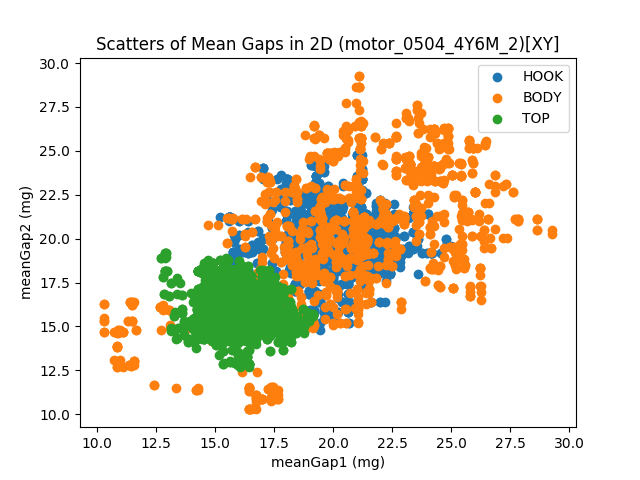 Scatters of Mean Gaps in 2D (motor_0504_4Y6M_2)[XY]
HOOK
BODY
TOP
30.0
27.5
25.0
22.5
20.0
17.5
15.0
12.5
10.0
meanGap2 (mg)
10.0 12.5 15.0 17.5 20.0 22.5 25.0 27.5 30.0
meanGap1 (mg)